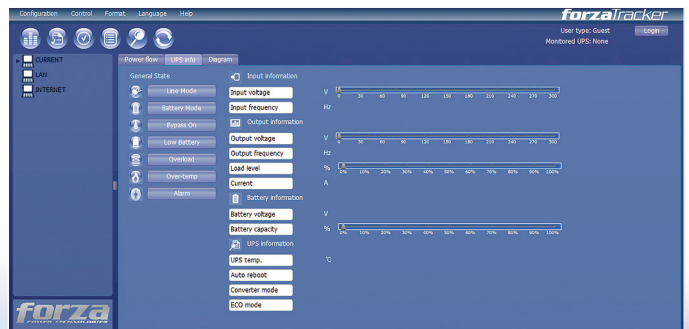 Configuration Control Format Language Help
forzaTracker
User type: Guest
Login
Monitored UPS: None
CURRENT
LAN
INTERNET
Power flow UPS info Diagram
General State
Line Mode
Battery Mode
Bypass On
Low Battery
Overload
Over-temp
Alarm
Input information
Input voltage V
0 30 60 90 120 150 180 210 240 270 300
Input frequency Hz
Output information
Output voltage V
0 30 60 90 120 150 180 210 240 270 300
Output frequency Hz
Load level %
0% 10% 20% 30% 40% 50% 60% 70% 80% 90% 100%
Current A
Battery information
Battery voltage V
Battery capacity %
0% 10% 20% 30% 40% 50% 60% 70% 80% 90% 100%
UPS information
UPS temp. °C
Auto reboot
Converter mode
ECO mode
forza
POWER TECHNOLOGIES